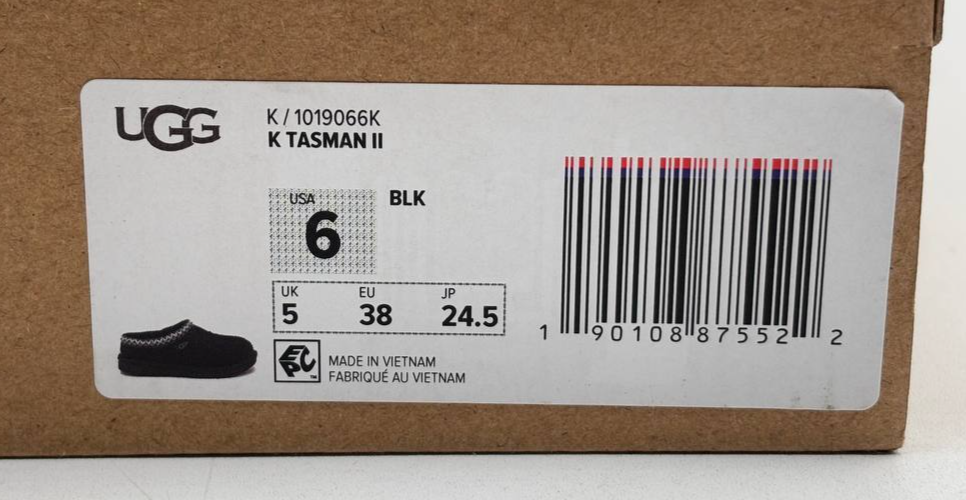 UGG
K / 1019066K
K TASMAN II
USA
6
BLK
UK EU JP
5 38 24.5
EPC™
MADE IN VIETNAM
FABRIQUÉ AU VIETNAM
1 90108 87552 2